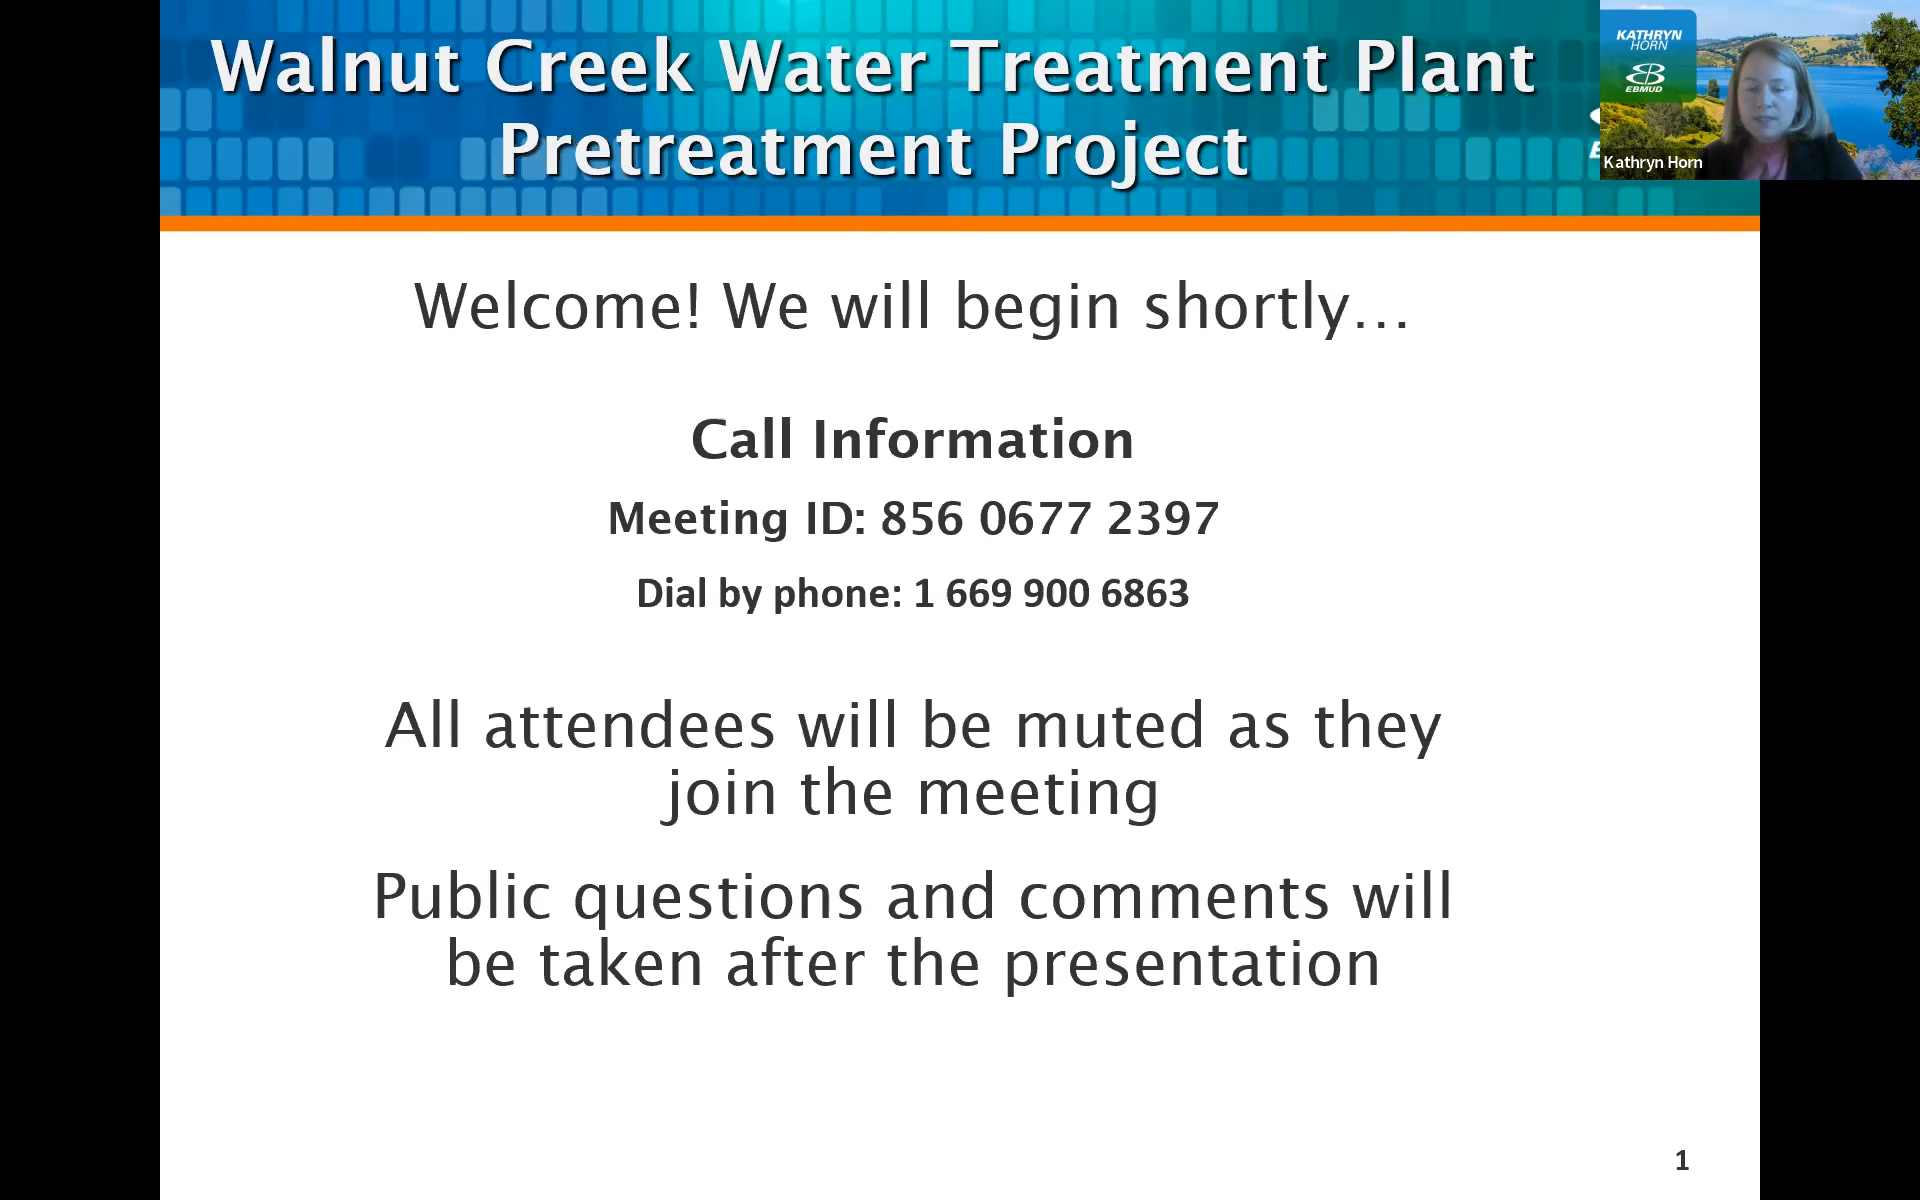 Walnut Creek Water Treatment Plant
Pretreatment Project
KATHRYN
HORN
EBMUD
Kathryn Horn
Welcome! We will begin shortly...
Call Information
Meeting ID: 856 0677 2397
Dial by phone: 1 669 900 6863
All attendees will be muted as they
join the meeting
Public questions and comments will
be taken after the presentation
1